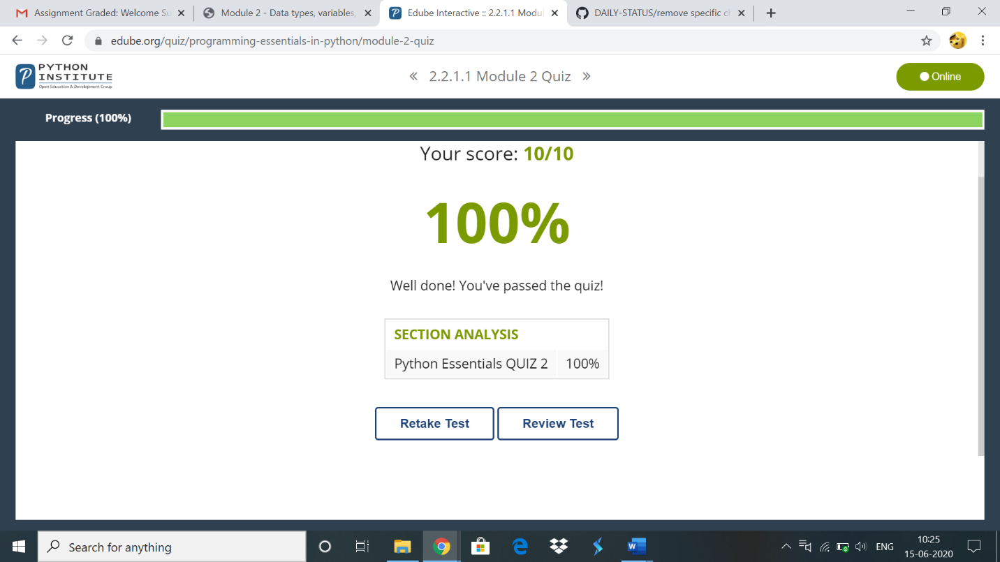 Assignment Graded: Welcome Su
Module 2 - Data types, variables,
Edube Interactive :: 2.2.1.1 Modul
DAILY-STATUS/remove specific ch
edube.org/quiz/programming-essentials-in-python/module-2-quiz
PYTHON
INSTITUTE
Open Education & Development Group
« 2.2.1.1 Module 2 Quiz »
Online
Progress (100%)
Your score: 10/10
100%
Well done! You've passed the quiz!
SECTION ANALYSIS
Python Essentials QUIZ 2 100%
Retake Test Review Test
Search for anything
ENG
10:25
15-06-2020